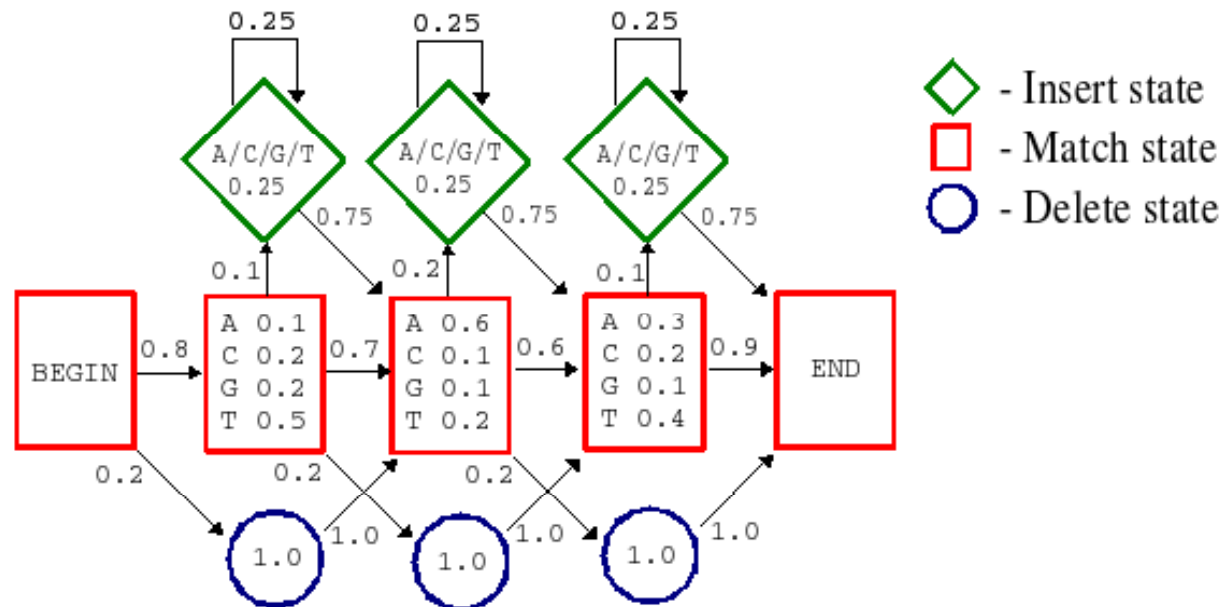 0.25 0.25 0.25
A/C/G/T A/C/G/T A/C/G/T
0.25 0.25 0.25
0.75 0.75 0.75
0.1 0.2 0.1
BEGIN
0.8
A 0.1
C 0.2
G 0.2
T 0.5
0.7
A 0.6
C 0.1
G 0.1
T 0.2
0.6
A 0.3
C 0.2
G 0.1
T 0.4
0.9
END
0.2 0.2 0.2
1.0 1.0 1.0
1.0 1.0 1.0
- Insert state
- Match state
- Delete state